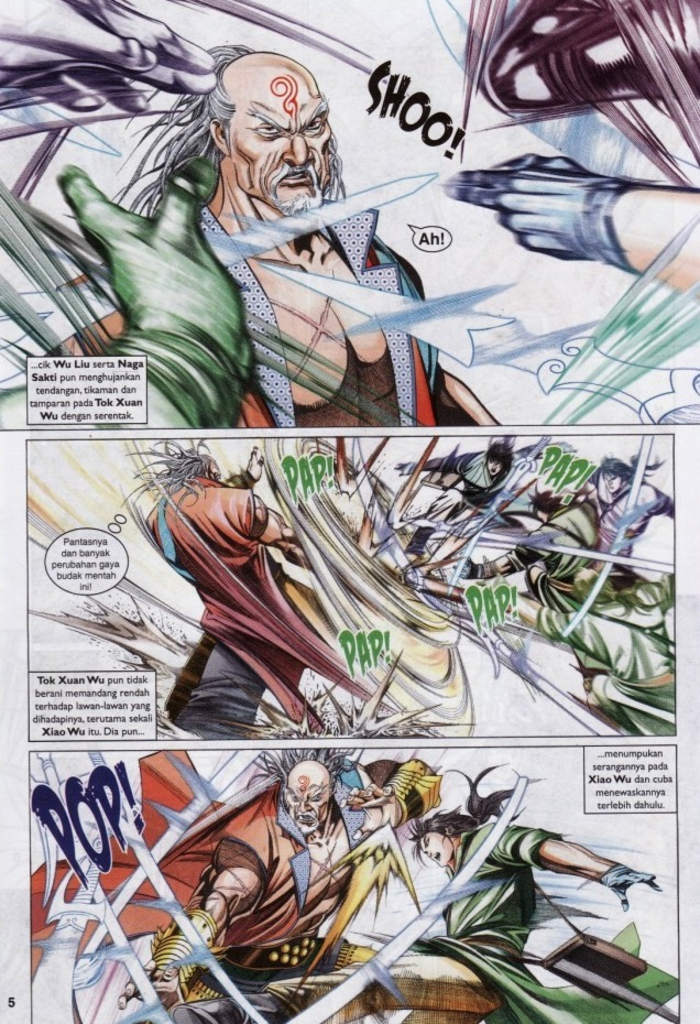 SHOO!
Ah!
...cik Wu Liu serta Naga
Sakti pun menghujankan
tendangan, tikaman dan
tamparan pada Tok Xuan
Wu dengan serentak.
PAP!
PAP!
PAP!
PAP!
Pantasnya
dan banyak
perubahan gaya
budak mentah
ini!
Tok Xuan Wu pun tidak
berani memandang rendah
terhadap lawan-lawan yang
dihadapinya, terutama sekali
Xiao Wu itu. Dia pun...
...menumpukan
serangannya pada
Xiao Wu dan cuba
menewaskannya
terlebih dahulu.
POP!
5